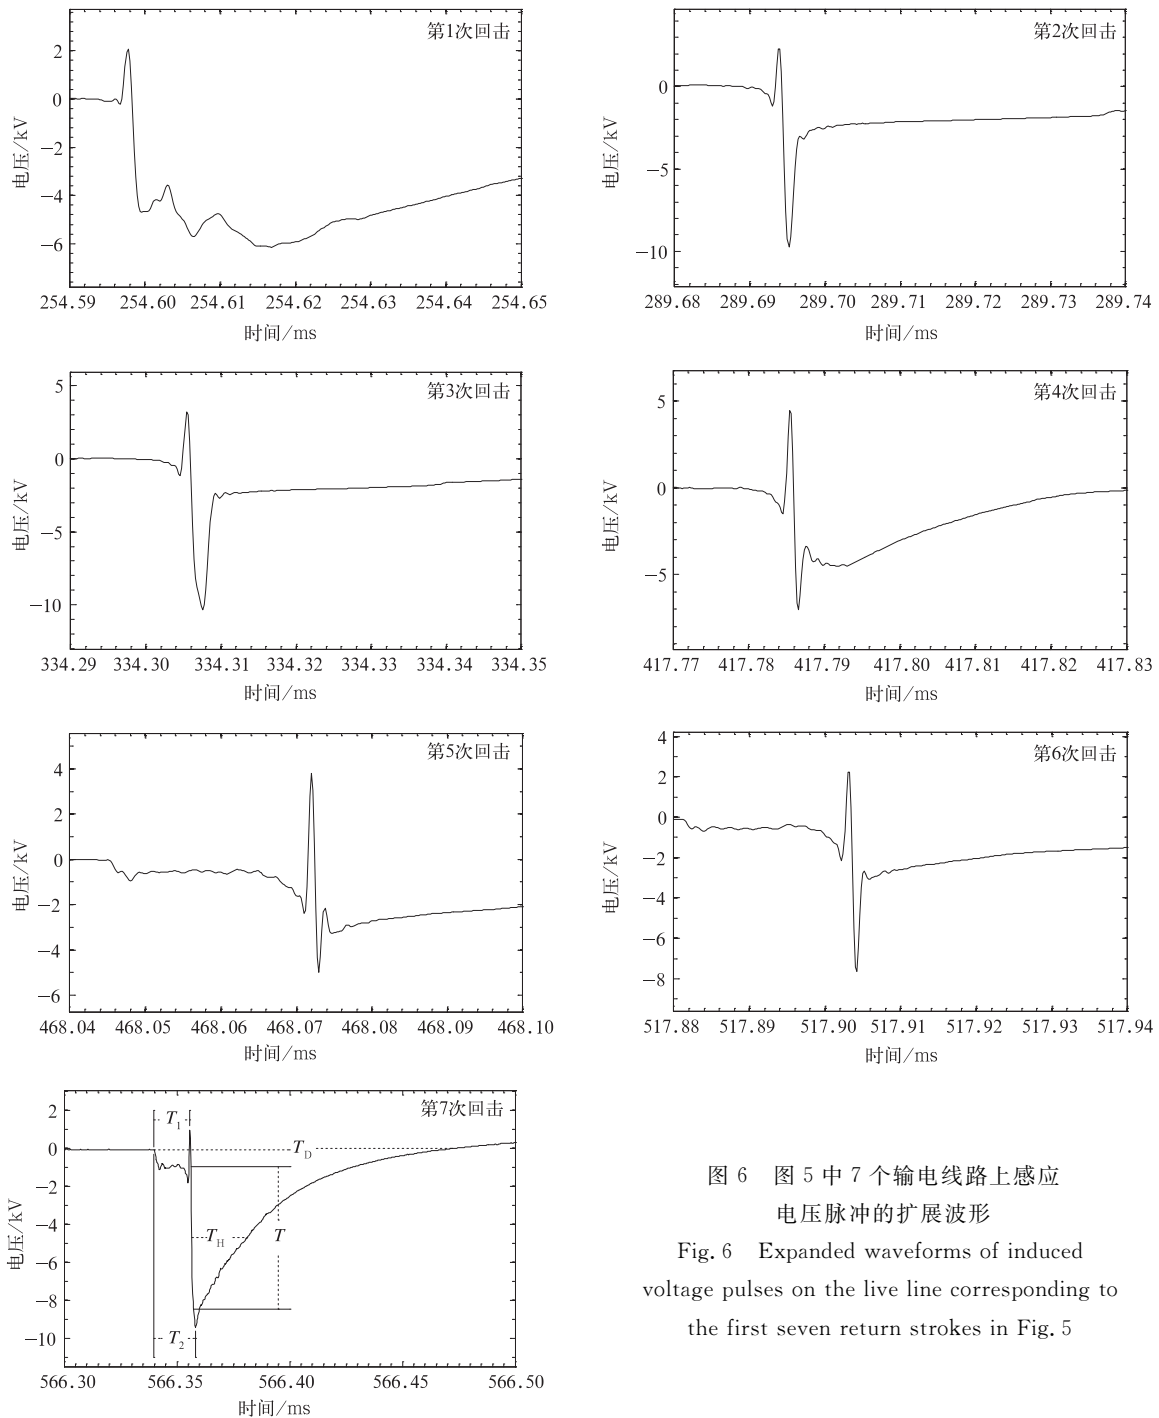 第1次回击
2
0
−2
−4
−6
电压/kV
254.59 254.60 254.61 254.62 254.63 254.64 254.65
时间/ms
第2次回击
0
−5
−10
电压/kV
289.68 289.69 289.70 289.71 289.72 289.73 289.74
时间/ms
第3次回击
5
0
−5
−10
电压/kV
334.29 334.30 334.31 334.32 334.33 334.34 334.35
时间/ms
第4次回击
5
0
−5
电压/kV
417.77 417.78 417.79 417.80 417.81 417.82 417.83
时间/ms
第5次回击
4
2
0
−2
−4
−6
电压/kV
468.04 468.05 468.06 468.07 468.08 468.09 468.10
时间/ms
第6次回击
4
2
0
−2
−4
−6
−8
电压/kV
517.88 517.89 517.90 517.91 517.92 517.93 517.94
时间/ms
第7次回击
2
0
−2
−4
−6
−8
−10
电压/kV
T1
TD
TH
T
T2
566.30 566.35 566.40 566.45 566.50
时间/ms
图 6 图 5 中 7 个输电线路上感应
电压脉冲的扩展波形
Fig. 6 Expanded waveforms of induced
voltage pulses on the live line corresponding to
the first seven return strokes in Fig. 5